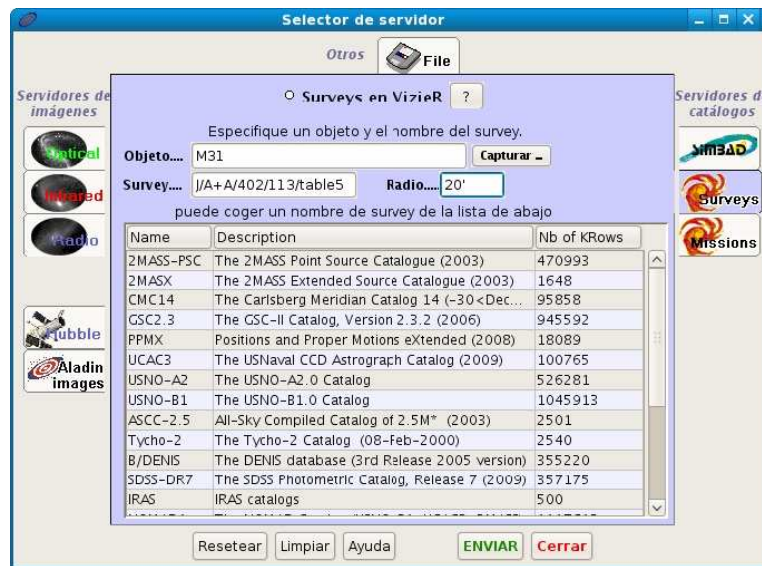 Selector de servidor
Otros File
Servidores de imágenes
Optical
Infrared
Radio
Hubble
Aladin images
Surveys en VizieR ?
Especifique un objeto y el nombre del survey.
Objeto.... M31 Capturar
Survey.... J/A+A/402/113/table5 Radio..... 20'
puede coger un nombre de survey de la lista de abajo
Name Description Nb of KRows
2MASS-PSC The 2MASS Point Source Catalogue (2003) 470993
2MASX The 2MASS Extended Source Catalogue (2003) 1648
CMC14 The Carlsberg Meridian Catalog 14 (-30<Dec... 95858
GSC2.3 The GSC-II Catalog, Version 2.3.2 (2006) 945592
PPMX Positions and Proper Motions eXtended (2008) 18089
UCAC3 The USNaval CCD Astrograph Catalog (2009) 100765
USNO-A2 The USNO-A2.0 Catalog 526281
USNO-B1 The USNO-B1.0 Catalog 1045913
ASCC-2.5 All-Sky Compiled Catalog of 2.5M* (2003) 2501
Tycho-2 The Tycho-2 Catalog (08-Feb-2000) 2540
B/DENIS The DENIS database (3rd Release 2005 version) 355220
SDSS-DR7 The SDSS Photometric Catalog, Release 7 (2009) 357175
IRAS IRAS catalogs 500
Servidores d
catálogos
SIMBAD
Surveys
Missions
Resetear Limpiar Ayuda ENVIAR Cerrar